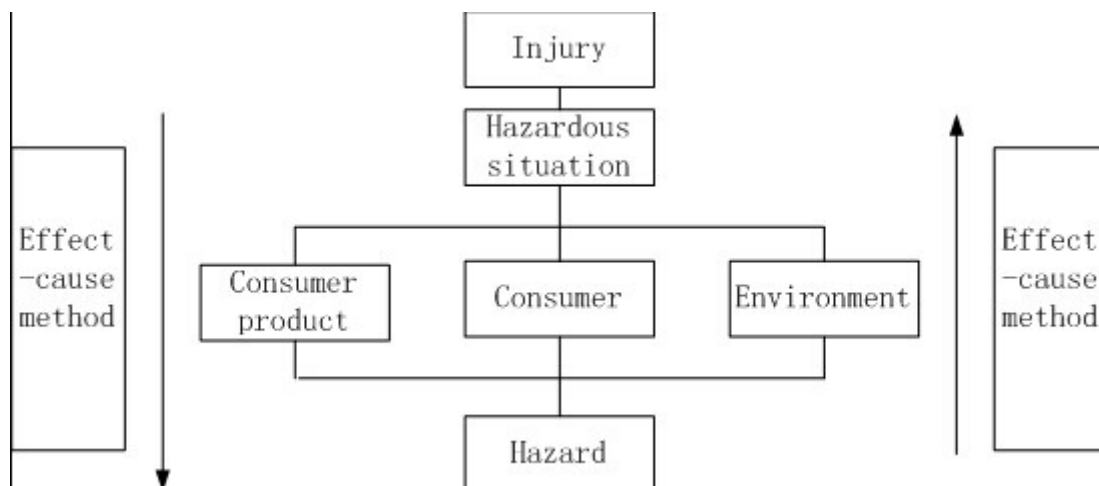 Injury
Hazardous
situation
Effect
-cause
method
Consumer
product
Consumer
Environment
Effect
-cause
method
Hazard